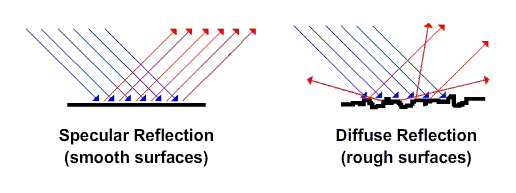 Specular Reflection
(smooth surfaces)
Diffuse Reflection
(rough surfaces)